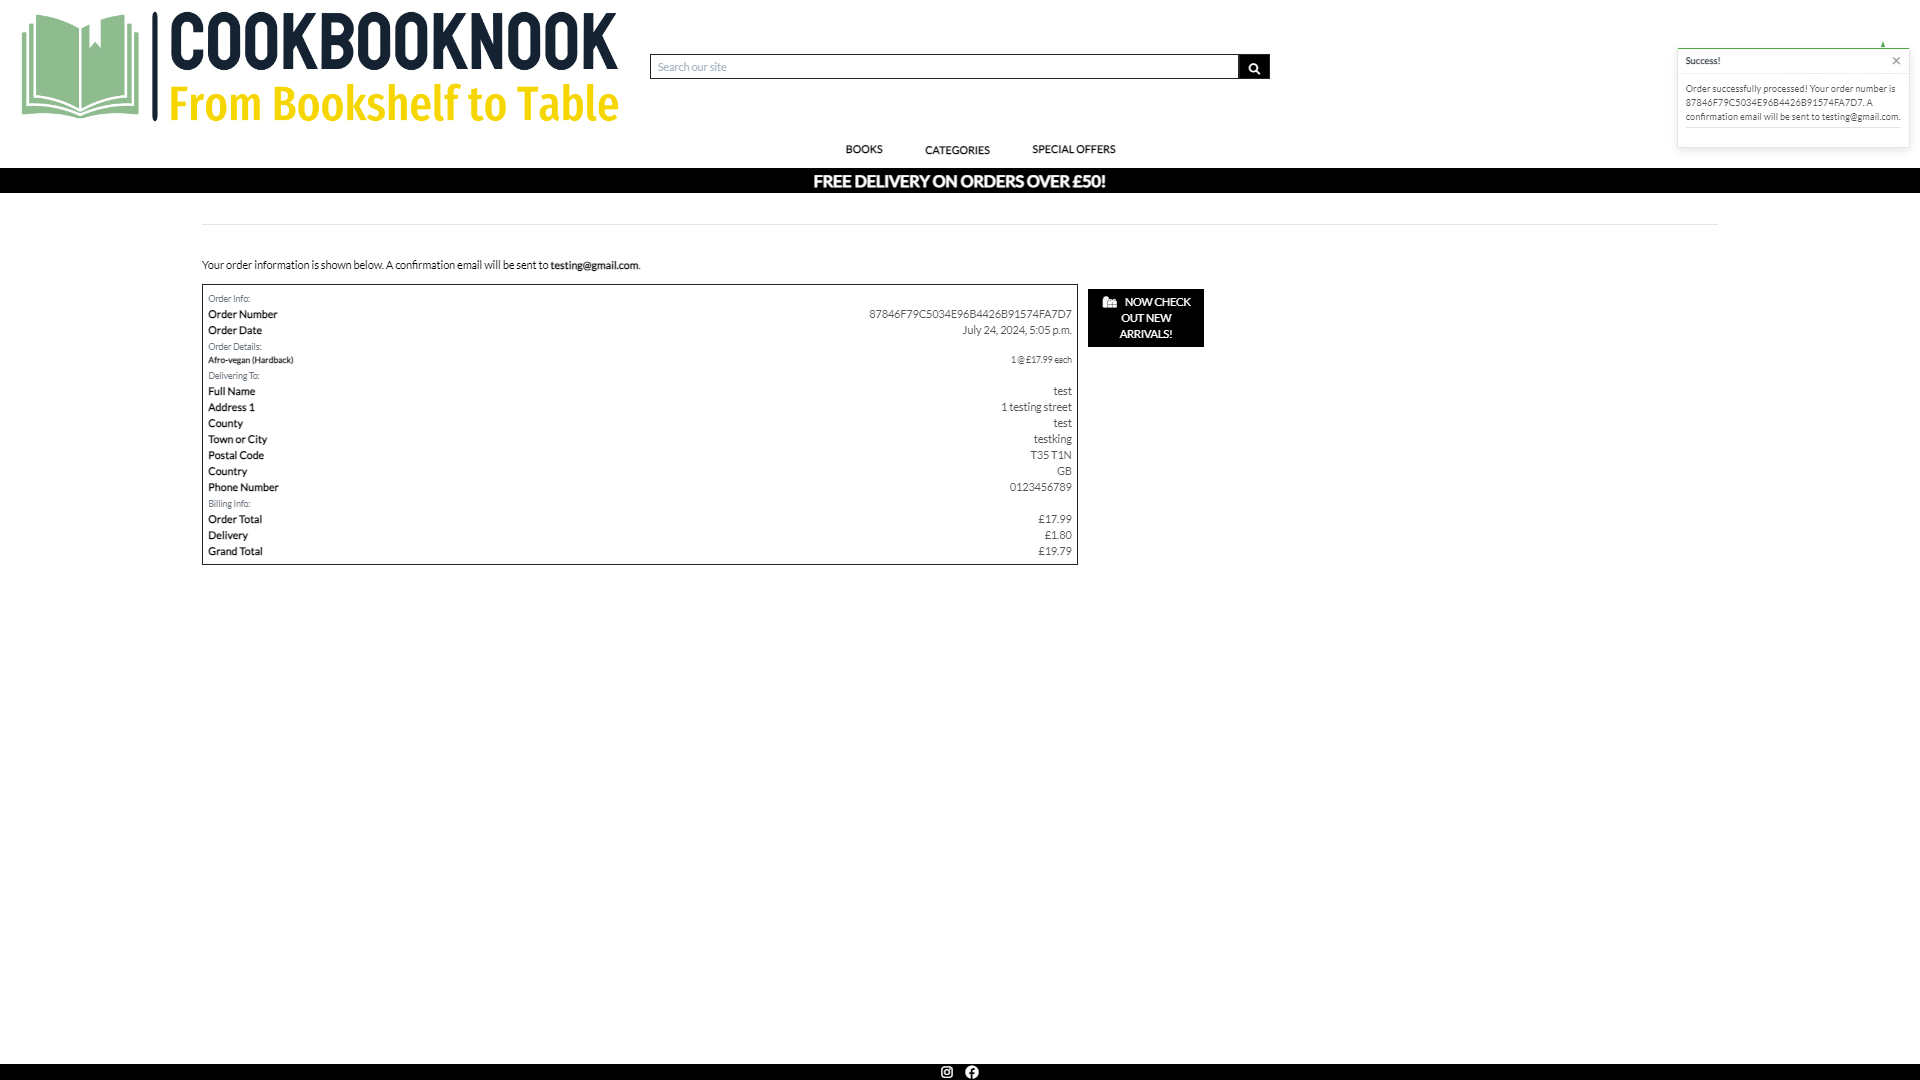 COOKBOOKNOOK
From Bookshelf to Table
Search our site
Success!
Order successfully processed! Your order number is
87846F79C5034E96B4426B91574FA7D7. A
confirmation email will be sent to testing@gmail.com.
BOOKS CATEGORIES SPECIAL OFFERS
FREE DELIVERY ON ORDERS OVER £50!
Your order information is shown below. A confirmation email will be sent to testing@gmail.com.
Order Info:
Order Number 87846F79C5034E96B4426B91574FA7D7
Order Date July 24, 2024, 5:05 p.m.
Order Details:
Afro-vegan (Hardback) 1 @ £17.99 each
Delivering To:
Full Name test
Address 1 1 testing street
County test
Town or City testking
Postal Code T35 T1N
Country GB
Phone Number 0123456789
Billing Info:
Order Total £17.99
Delivery £1.80
Grand Total £19.79
NOW CHECK
OUT NEW
ARRIVALS!